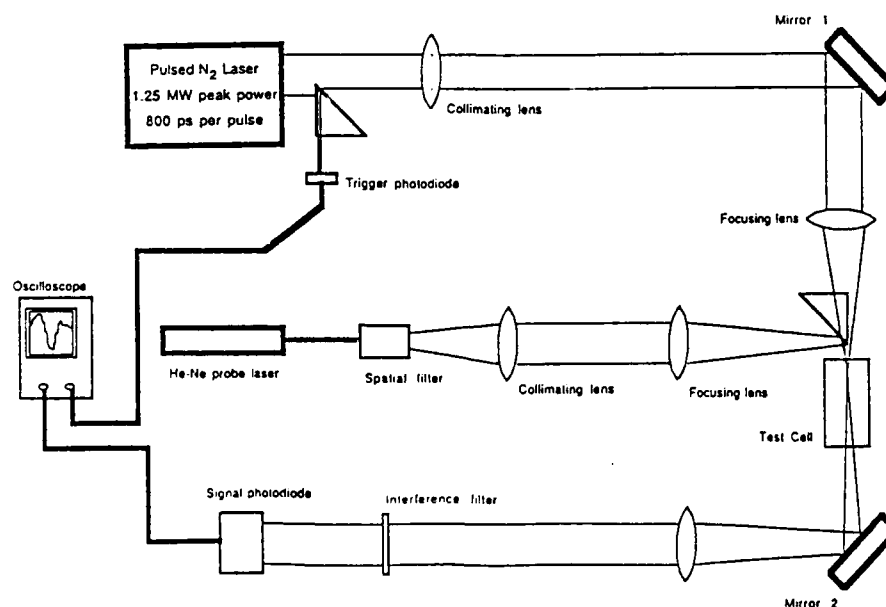 Mirror 1
Pulsed N2 Laser
1.25 MW peak power
800 ps per pulse
Collimating lens
Trigger photodiode
Focusing lens
Oscilloscope
He-Ne probe laser
Spatial filter
Collimating lens
Focusing lens
Test Cell
Signal photodiode
Interference filter
Mirror 2